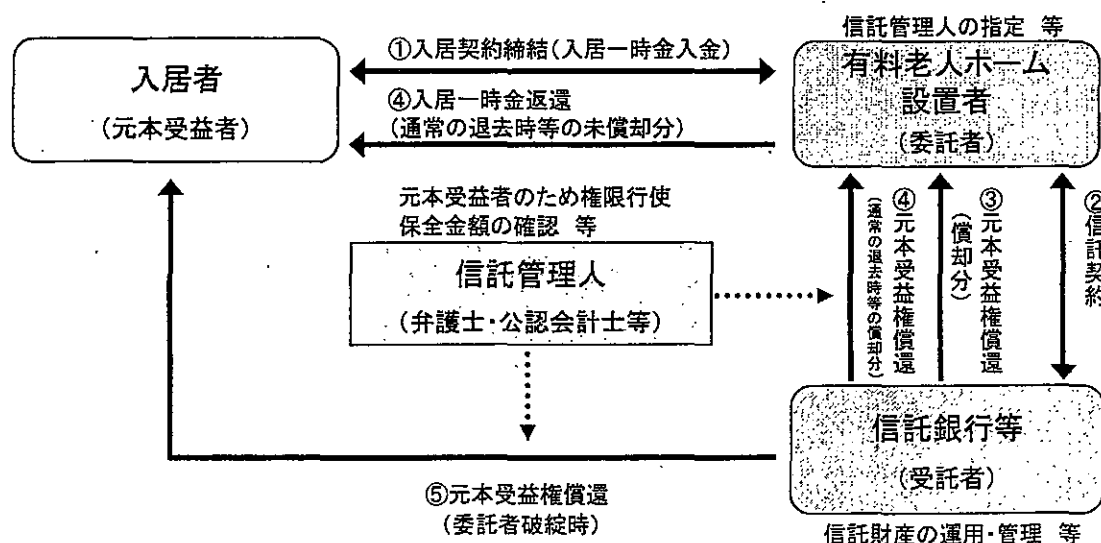 信託管理人の指定 等
入居者
(元本受益者)
①入居契約締結(入居一時金入金)
④入居一時金返還
(通常の退去時等の未償却分)
有料老人ホーム
設置者
(委託者)
元本受益者のため権限行使
保全金額の確認 等
信託管理人
(弁護士・公認会計士等)
④元本受益権償還
(通常の退去時等の償却分)
③元本受益権償還
(償却分)
②信託契約
信託銀行等
(受託者)
信託財産の運用・管理 等
⑤元本受益権償還
(委託者破綻時)